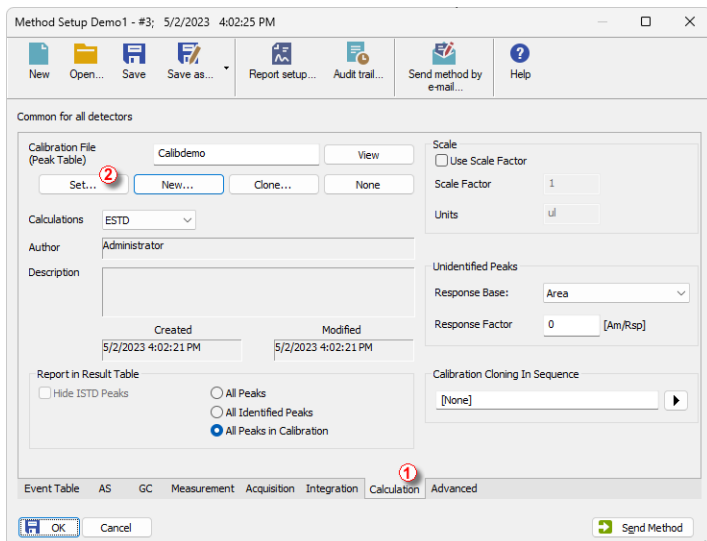 Method Setup Demo1 - #3; 5/2/2023 4:02:25 PM
New Open... Save Save as... Report setup... Audit trail... Send method by e-mail... Help
Common for all detectors
Calibration File
(Peak Table)
Calibdemo
View
2
Set... New... Clone... None
Calculations ESTD
Author Administrator
Description
Created Modified
5/2/2023 4:02:21 PM 5/2/2023 4:02:21 PM
Report in Result Table
Hide ISTD Peaks
All Peaks
All Identified Peaks
All Peaks in Calibration
Scale
Use Scale Factor
Scale Factor 1
Units ul
Unidentified Peaks
Response Base: Area
Response Factor 0 [Am/Rsp]
Calibration Cloning In Sequence
[None]
1
Event Table AS GC Measurement Acquisition Integration Calculation Advanced
OK Cancel Send Method